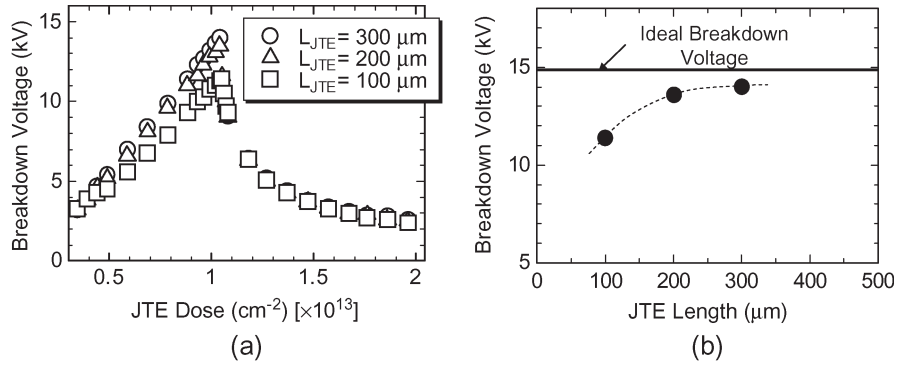 (a)
15
10
5
0
Breakdown Voltage (kV)
L_JTE= 300 μm
L_JTE= 200 μm
L_JTE= 100 μm
0.5
1
1.5
2
JTE Dose (cm⁻²) [×10¹³]
(a)
Ideal Breakdown
Voltage
15
10
5
Breakdown Voltage (kV)
0
100
200
300
400
500
JTE Length (μm)
(b)